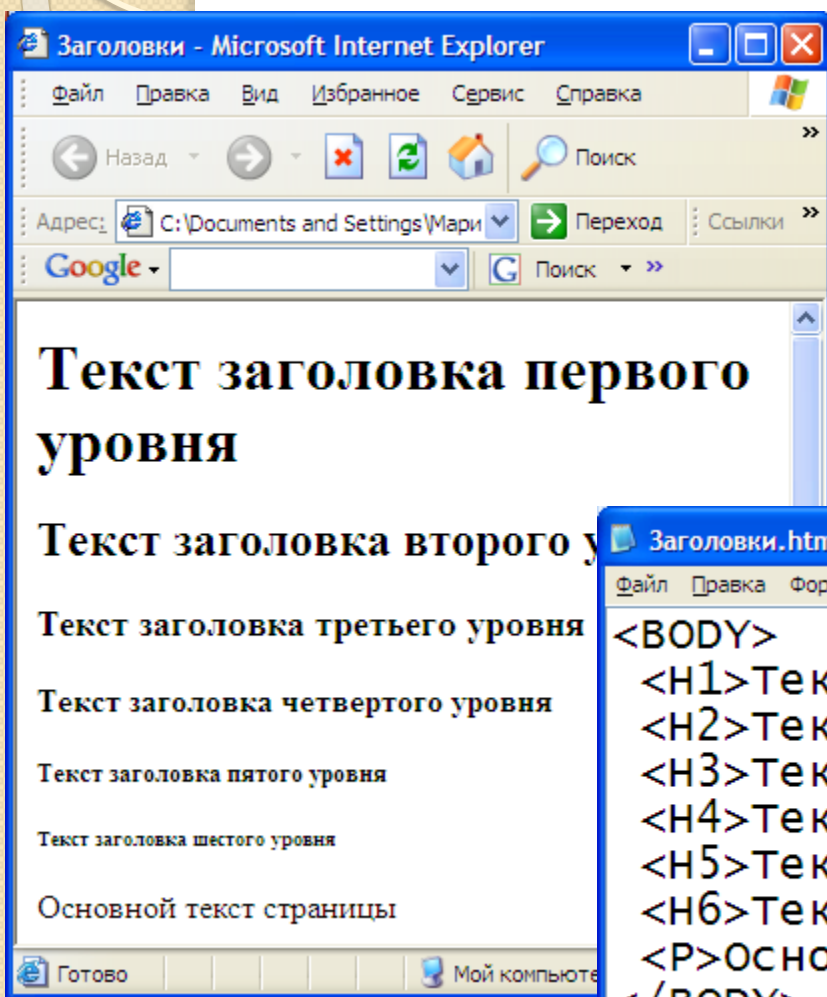 Заголовки - Microsoft Internet Explorer
Файл Правка Вид Избранное Сервис Справка
Назад Поиск »
Адрес: C:\Documents and Settings\Мари Переход Ссылки »
Google Поиск »
Текст заголовка первого
уровня
Текст заголовка второго у
Текст заголовка третьего уровня
Текст заголовка четвертого уровня
Текст заголовка пятого уровня
Текст заголовка шестого уровня
Основной текст страницы
Готово Мой компьюте
Заголовки.htm
Файл Правка Фор
<BODY>
<H1>Тек
<H2>Тек
<H3>Тек
<H4>Тек
<H5>Тек
<H6>Тек
<P>Осно
</BODY>